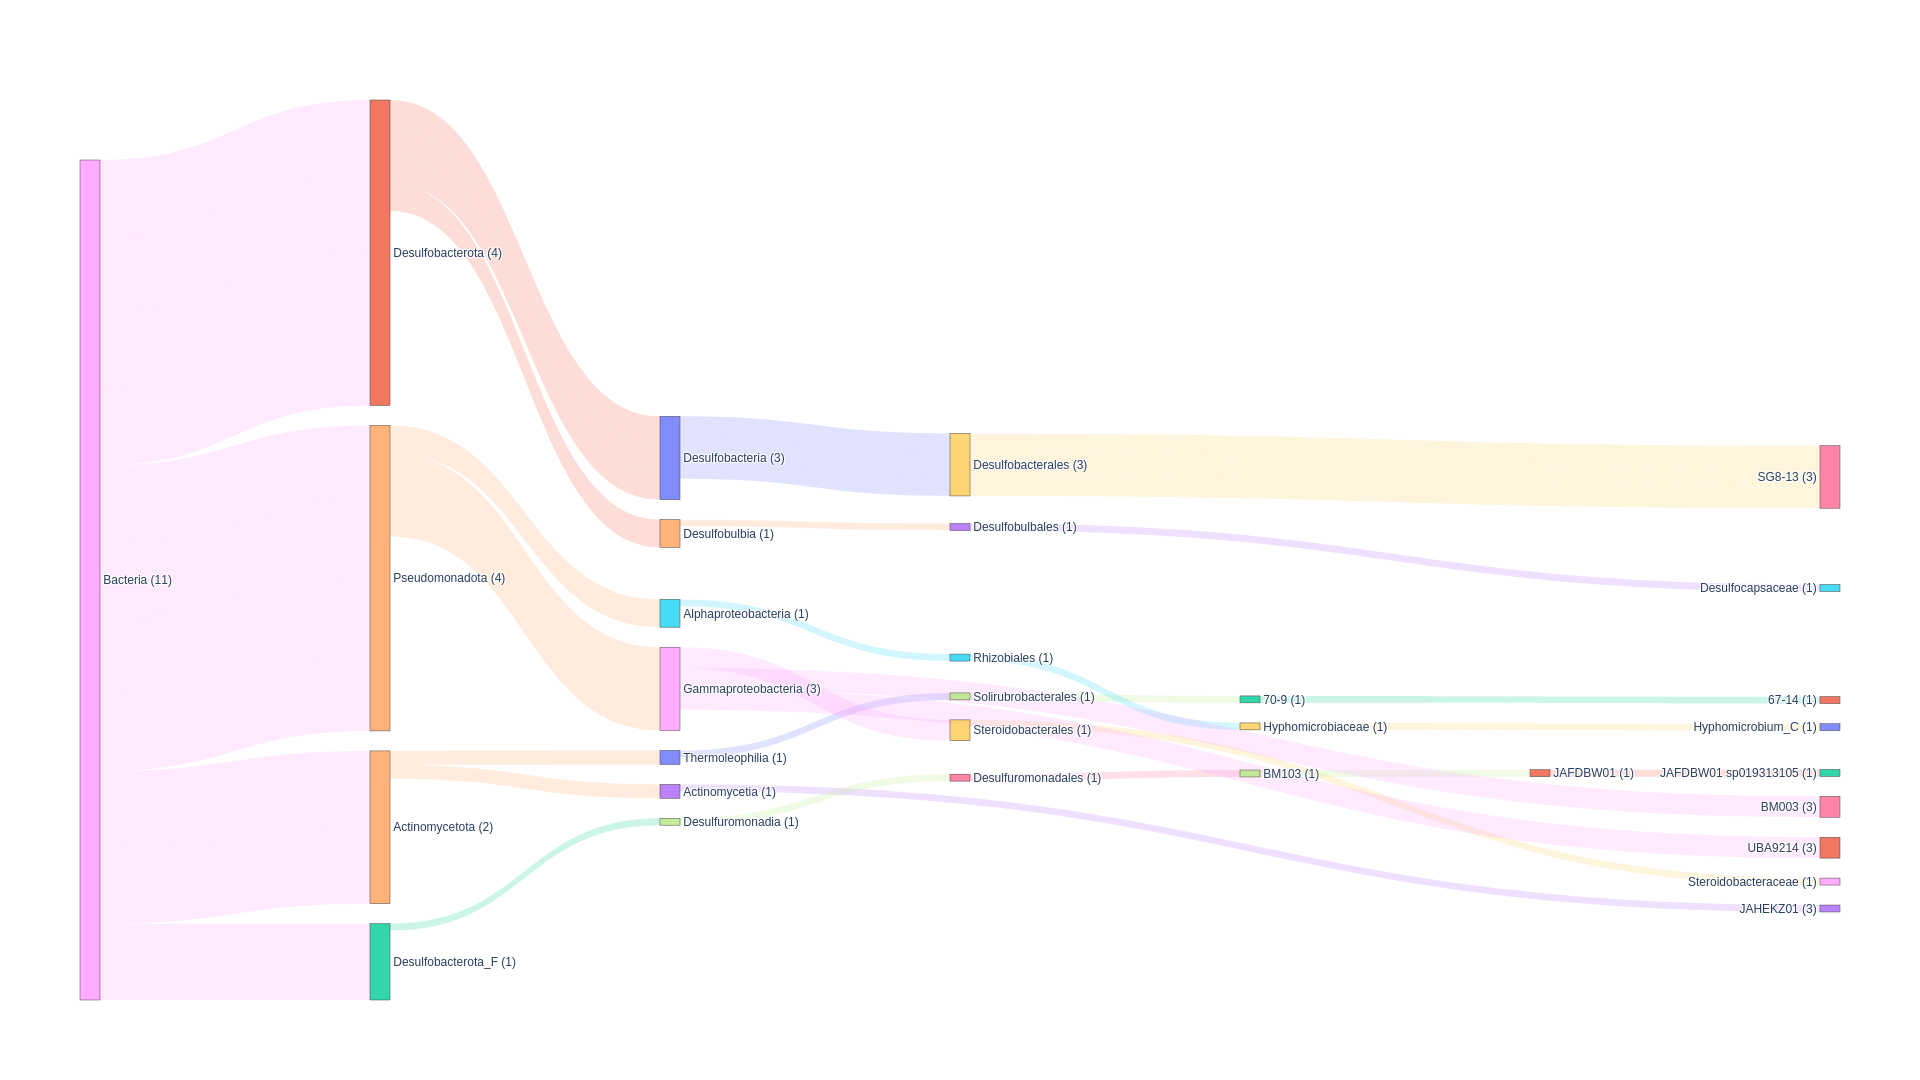 Bacteria (11)
Desulfobacterota (4)
Pseudomonadota (4)
Actinomycetota (2)
Desulfobacterota_F (1)
Desulfobacteria (3)
Desulfobulbia (1)
Alphaproteobacteria (1)
Gammaproteobacteria (3)
Thermoleophilia (1)
Actinomycetia (1)
Desulfuromonadia (1)
Desulfobacterales (3)
Desulfobulbales (1)
Rhizobiales (1)
Solirubrobacterales (1)
Steroidobacterales (1)
Desulfuromonadales (1)
70-9 (1)
Hyphomicrobiaceae (1)
BM103 (1)
JAFDBW01 (1)
SG8-13 (3)
Desulfocapsaceae (1)
67-14 (1)
Hyphomicrobium_C (1)
JAFDBW01 sp019313105 (1)
BM003 (3)
UBA9214 (3)
Steroidobacteraceae (1)
JAHEKZ01 (3)